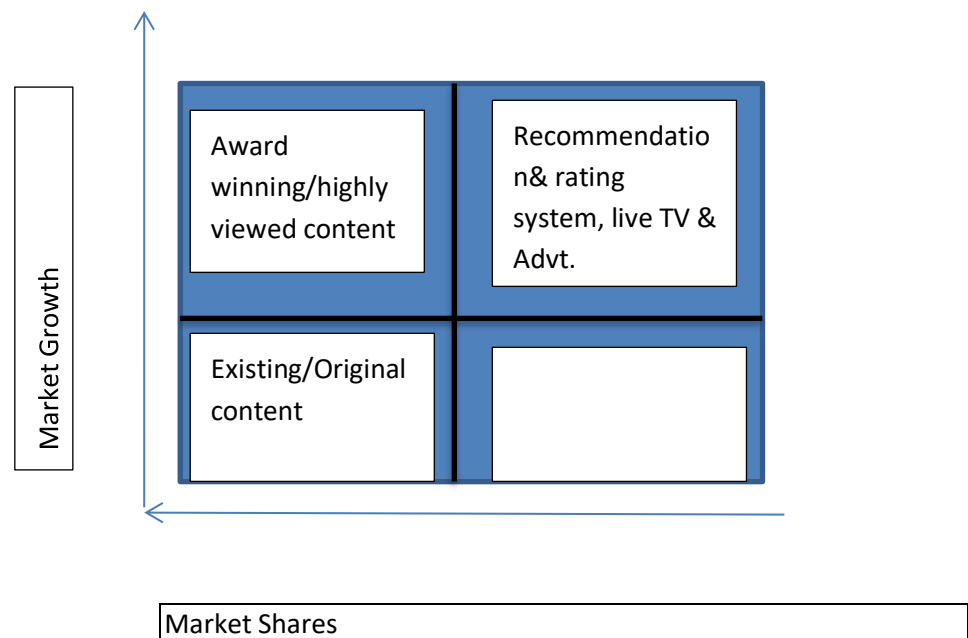 Award
winning/highly
viewed content
Recommendatio
n& rating
system, live TV &
Advt.
Market Growth
Existing/Original
content
Market Shares